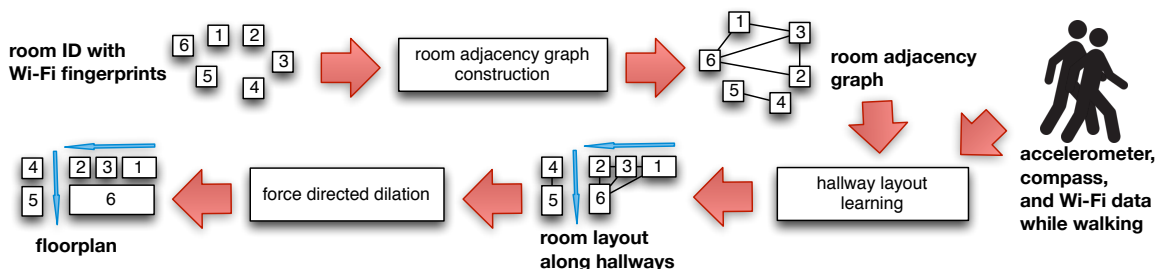 room ID with
Wi-Fi fingerprints
6
1
2
3
5
4
room adjacency graph
construction
1
3
6
2
5
4
room adjacency
graph
accelerometer,
compass,
and Wi-Fi data
while walking
hallway layout
learning
2 3 1
4
5
6
room layout
along hallways
force directed dilation
4 2 3 1
5 6
floorplan